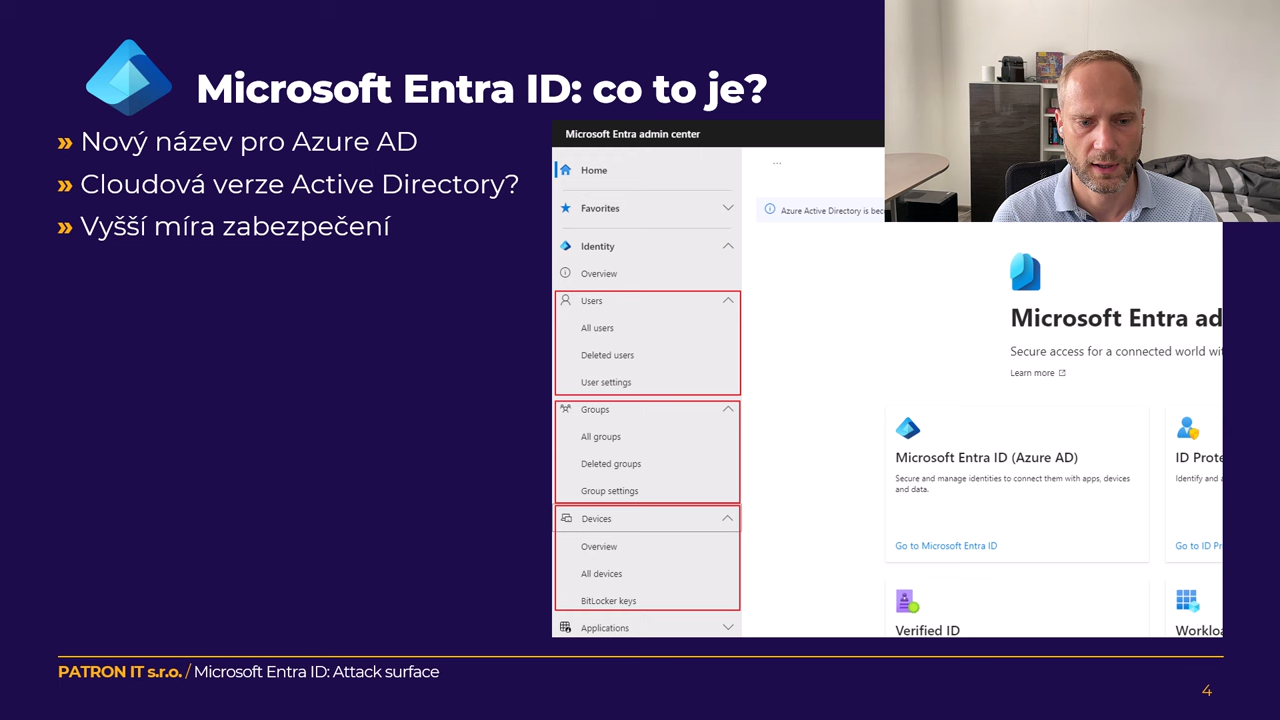 Microsoft Entra ID: co to je?
» Nový název pro Azure AD
» Cloudová verze Active Directory?
» Vyšší míra zabezpečení
Microsoft Entra admin center
Home
Favorites
Identity
Overview
Users
All users
Deleted users
User settings
Groups
All groups
Deleted groups
Group settings
Devices
Overview
All devices
BitLocker keys
Applications
...
Azure Active Directory is bec
Microsoft Entra ad
Secure access for a connected world wit
Learn more
Microsoft Entra ID (Azure AD)
Secure and manage identities to connect them with apps, devices
and data.
Go to Microsoft Entra ID
ID Prote
Identify and a
Go to ID Pr
Verified ID
Workloa
PATRON IT s.r.o. / Microsoft Entra ID: Attack surface
4